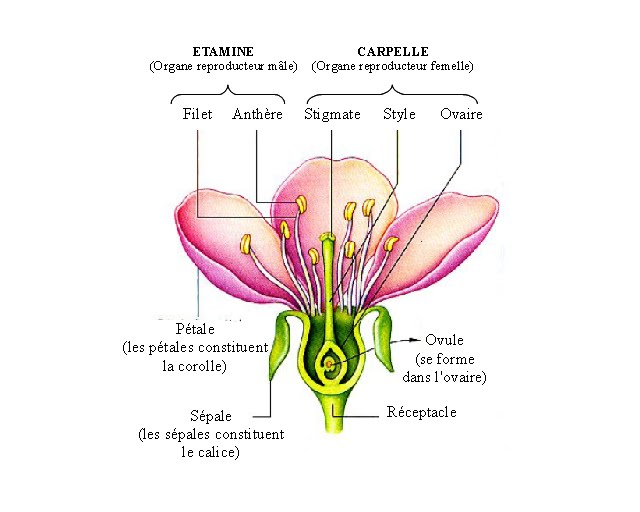 ETAMINE
(Organe reproducteur mâle)
CARPELLE
(Organe reproducteur femelle)
Filet
Anthère
Stigmate
Style
Ovaire
Pétale
(les pétales constituent
la corolle)
Ovule
(se forme
dans l'ovaire)
Sépale
(les sépales constituent
le calice)
Réceptacle